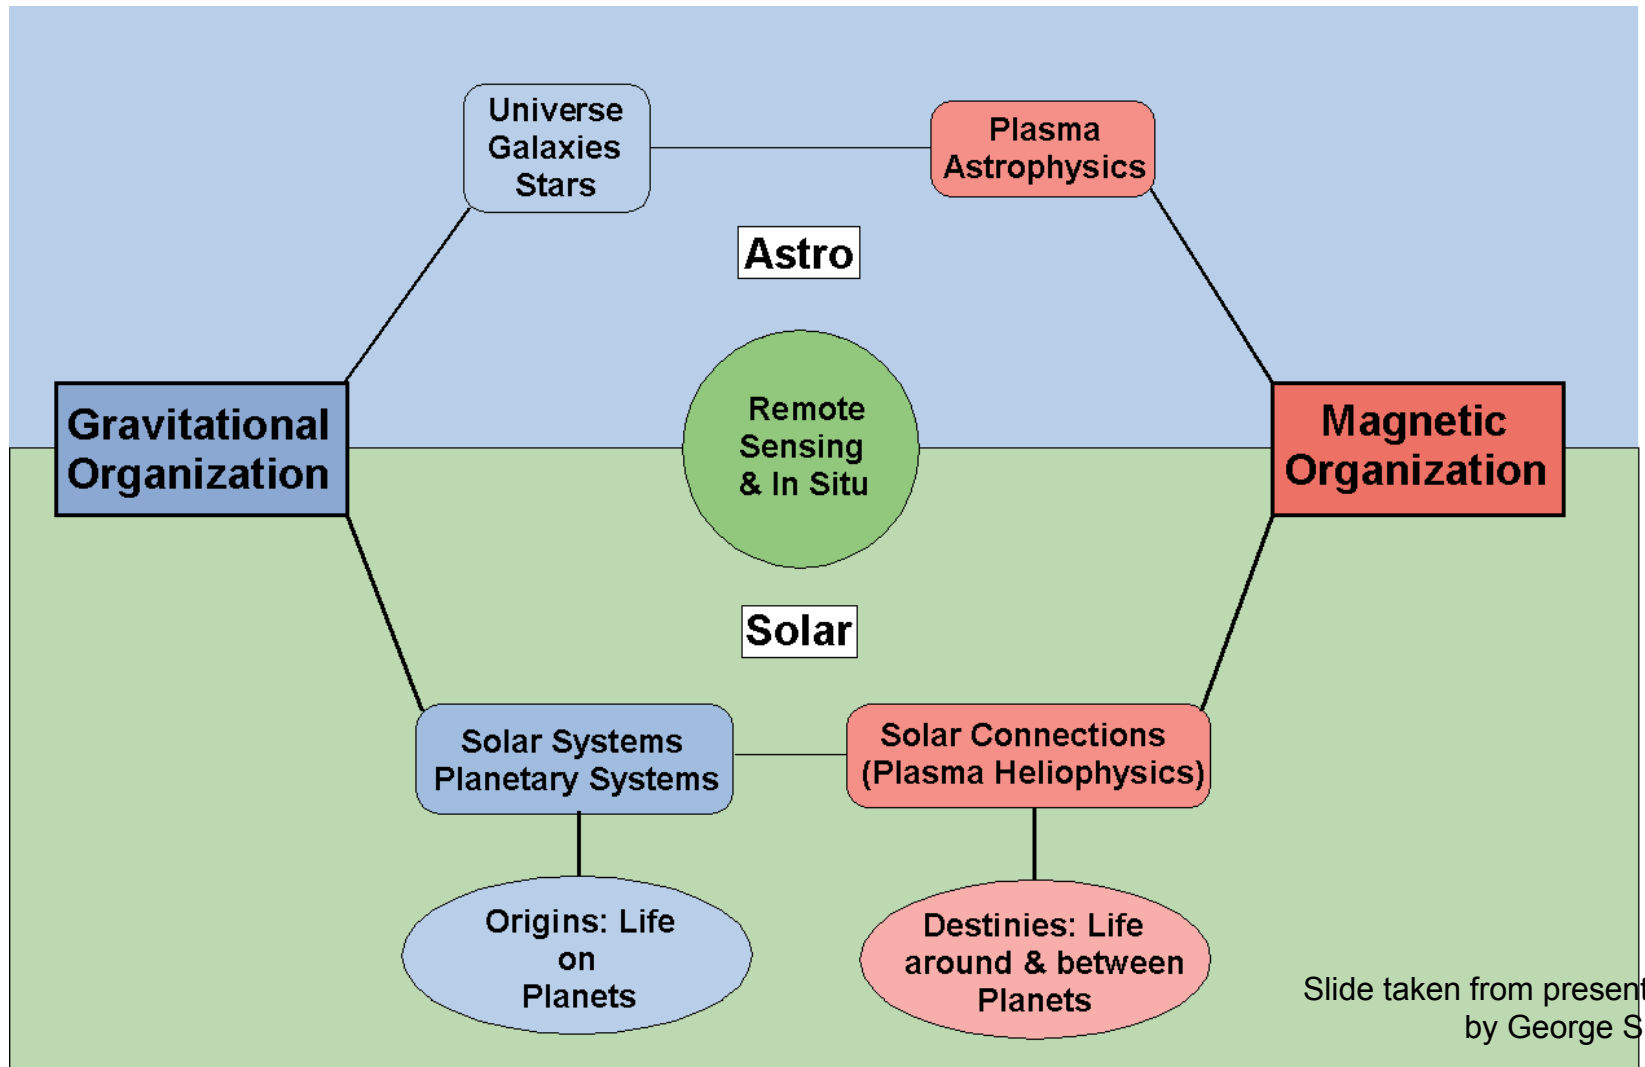 Universe
Galaxies
Stars
Plasma
Astrophysics
Astro
Gravitational
Organization
Remote
Sensing
& In Situ
Magnetic
Organization
Solar
Solar Systems
Planetary Systems
Solar Connections
(Plasma Heliophysics)
Origins: Life
on
Planets
Destinies: Life
around & between
Planets
Slide taken from present
by George S